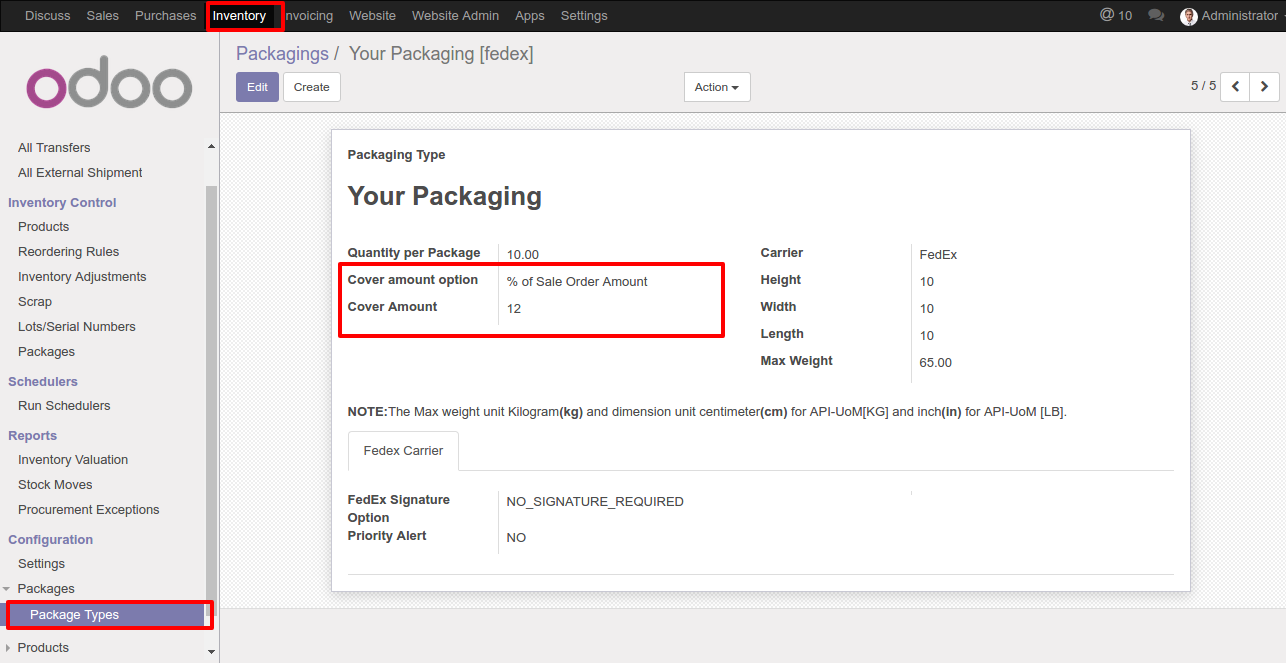 Discuss Sales Purchases Inventory nvoicing Website Website Admin Apps Settings @ 10 Administrator
odoo
Packagings / Your Packaging [fedex]
Edit Create Action 5 / 5
All Transfers
All External Shipment
Inventory Control
Products
Reordering Rules
Inventory Adjustments
Scrap
Lots/Serial Numbers
Packages
Schedulers
Run Schedulers
Reports
Inventory Valuation
Stock Moves
Procurement Exceptions
Configuration
Settings
Packages
Package Types
Products
Packaging Type
Your Packaging
Quantity per Package 10.00
Cover amount option % of Sale Order Amount
Cover Amount 12
Carrier FedEx
Height 10
Width 10
Length 10
Max Weight 65.00
NOTE:The Max weight unit Kilogram(kg) and dimension unit centimeter(cm) for API-UoM[KG] and inch(in) for API-UoM [LB].
Fedex Carrier
FedEx Signature
Option NO_SIGNATURE_REQUIRED
Priority Alert NO